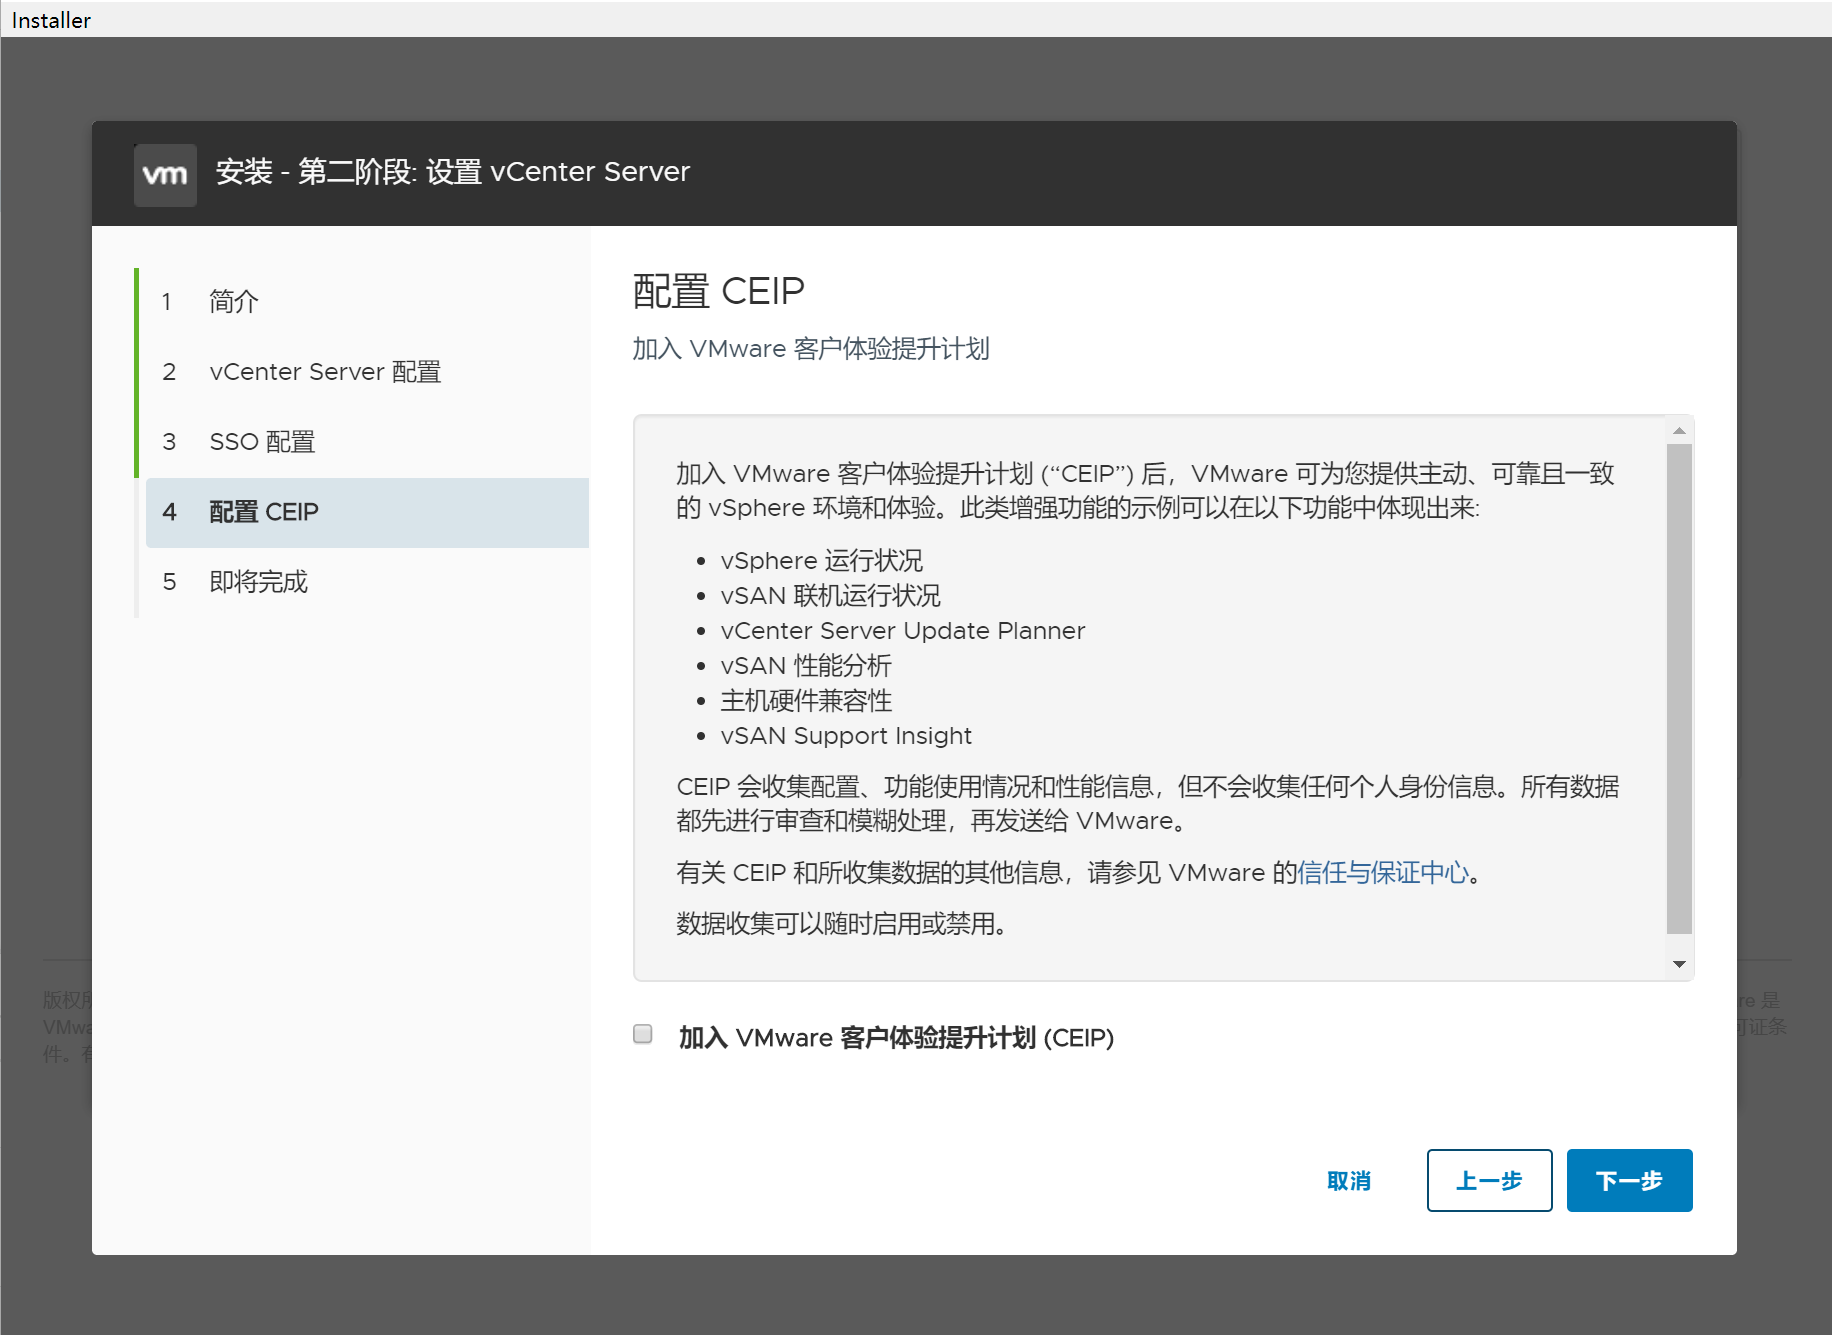 Installer
vm
安装 - 第二阶段: 设置 vCenter Server
1 简介
2 vCenter Server 配置
3 SSO 配置
4 配置 CEIP
5 即将完成
配置 CEIP
加入 VMware 客户体验提升计划
加入 VMware 客户体验提升计划 (“CEIP”) 后，VMware 可为您提供主动、可靠且一致
的 vSphere 环境和体验。此类增强功能的示例可以在以下功能中体现出来:
• vSphere 运行状况
• vSAN 联机运行状况
• vCenter Server Update Planner
• vSAN 性能分析
• 主机硬件兼容性
• vSAN Support Insight
CEIP 会收集配置、功能使用情况和性能信息，但不会收集任何个人身份信息。所有数据
都先进行审查和模糊处理，再发送给 VMware。
有关 CEIP 和所收集数据的其他信息，请参见 VMware 的信任与保证中心。
数据收集可以随时启用或禁用。
加入 VMware 客户体验提升计划 (CEIP)
取消
上一步
下一步
版权
re 是
VMwa
可证条
件。有